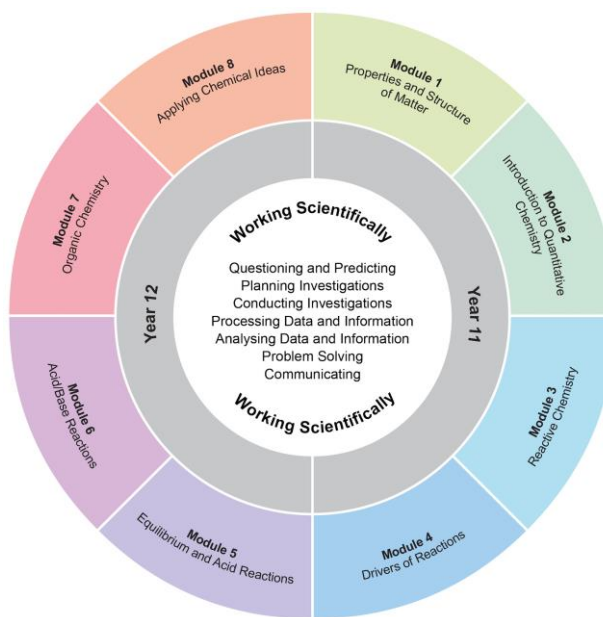 Module 8
Applying Chemical Ideas
Module 1
Properties and Structure
of Matter
Module 7
Organic Chemistry
Module 2
Introduction to Quantitative
Chemistry
Year 12
Working Scientifically
Questioning and Predicting
Planning Investigations
Conducting Investigations
Processing Data and Information
Analysing Data and Information
Problem Solving
Communicating
Working Scientifically
Year 11
Module 6
Acid/Base Reactions
Module 3
Reactive Chemistry
Module 5
Equilibrium and Acid Reactions
Module 4
Drivers of Reactions